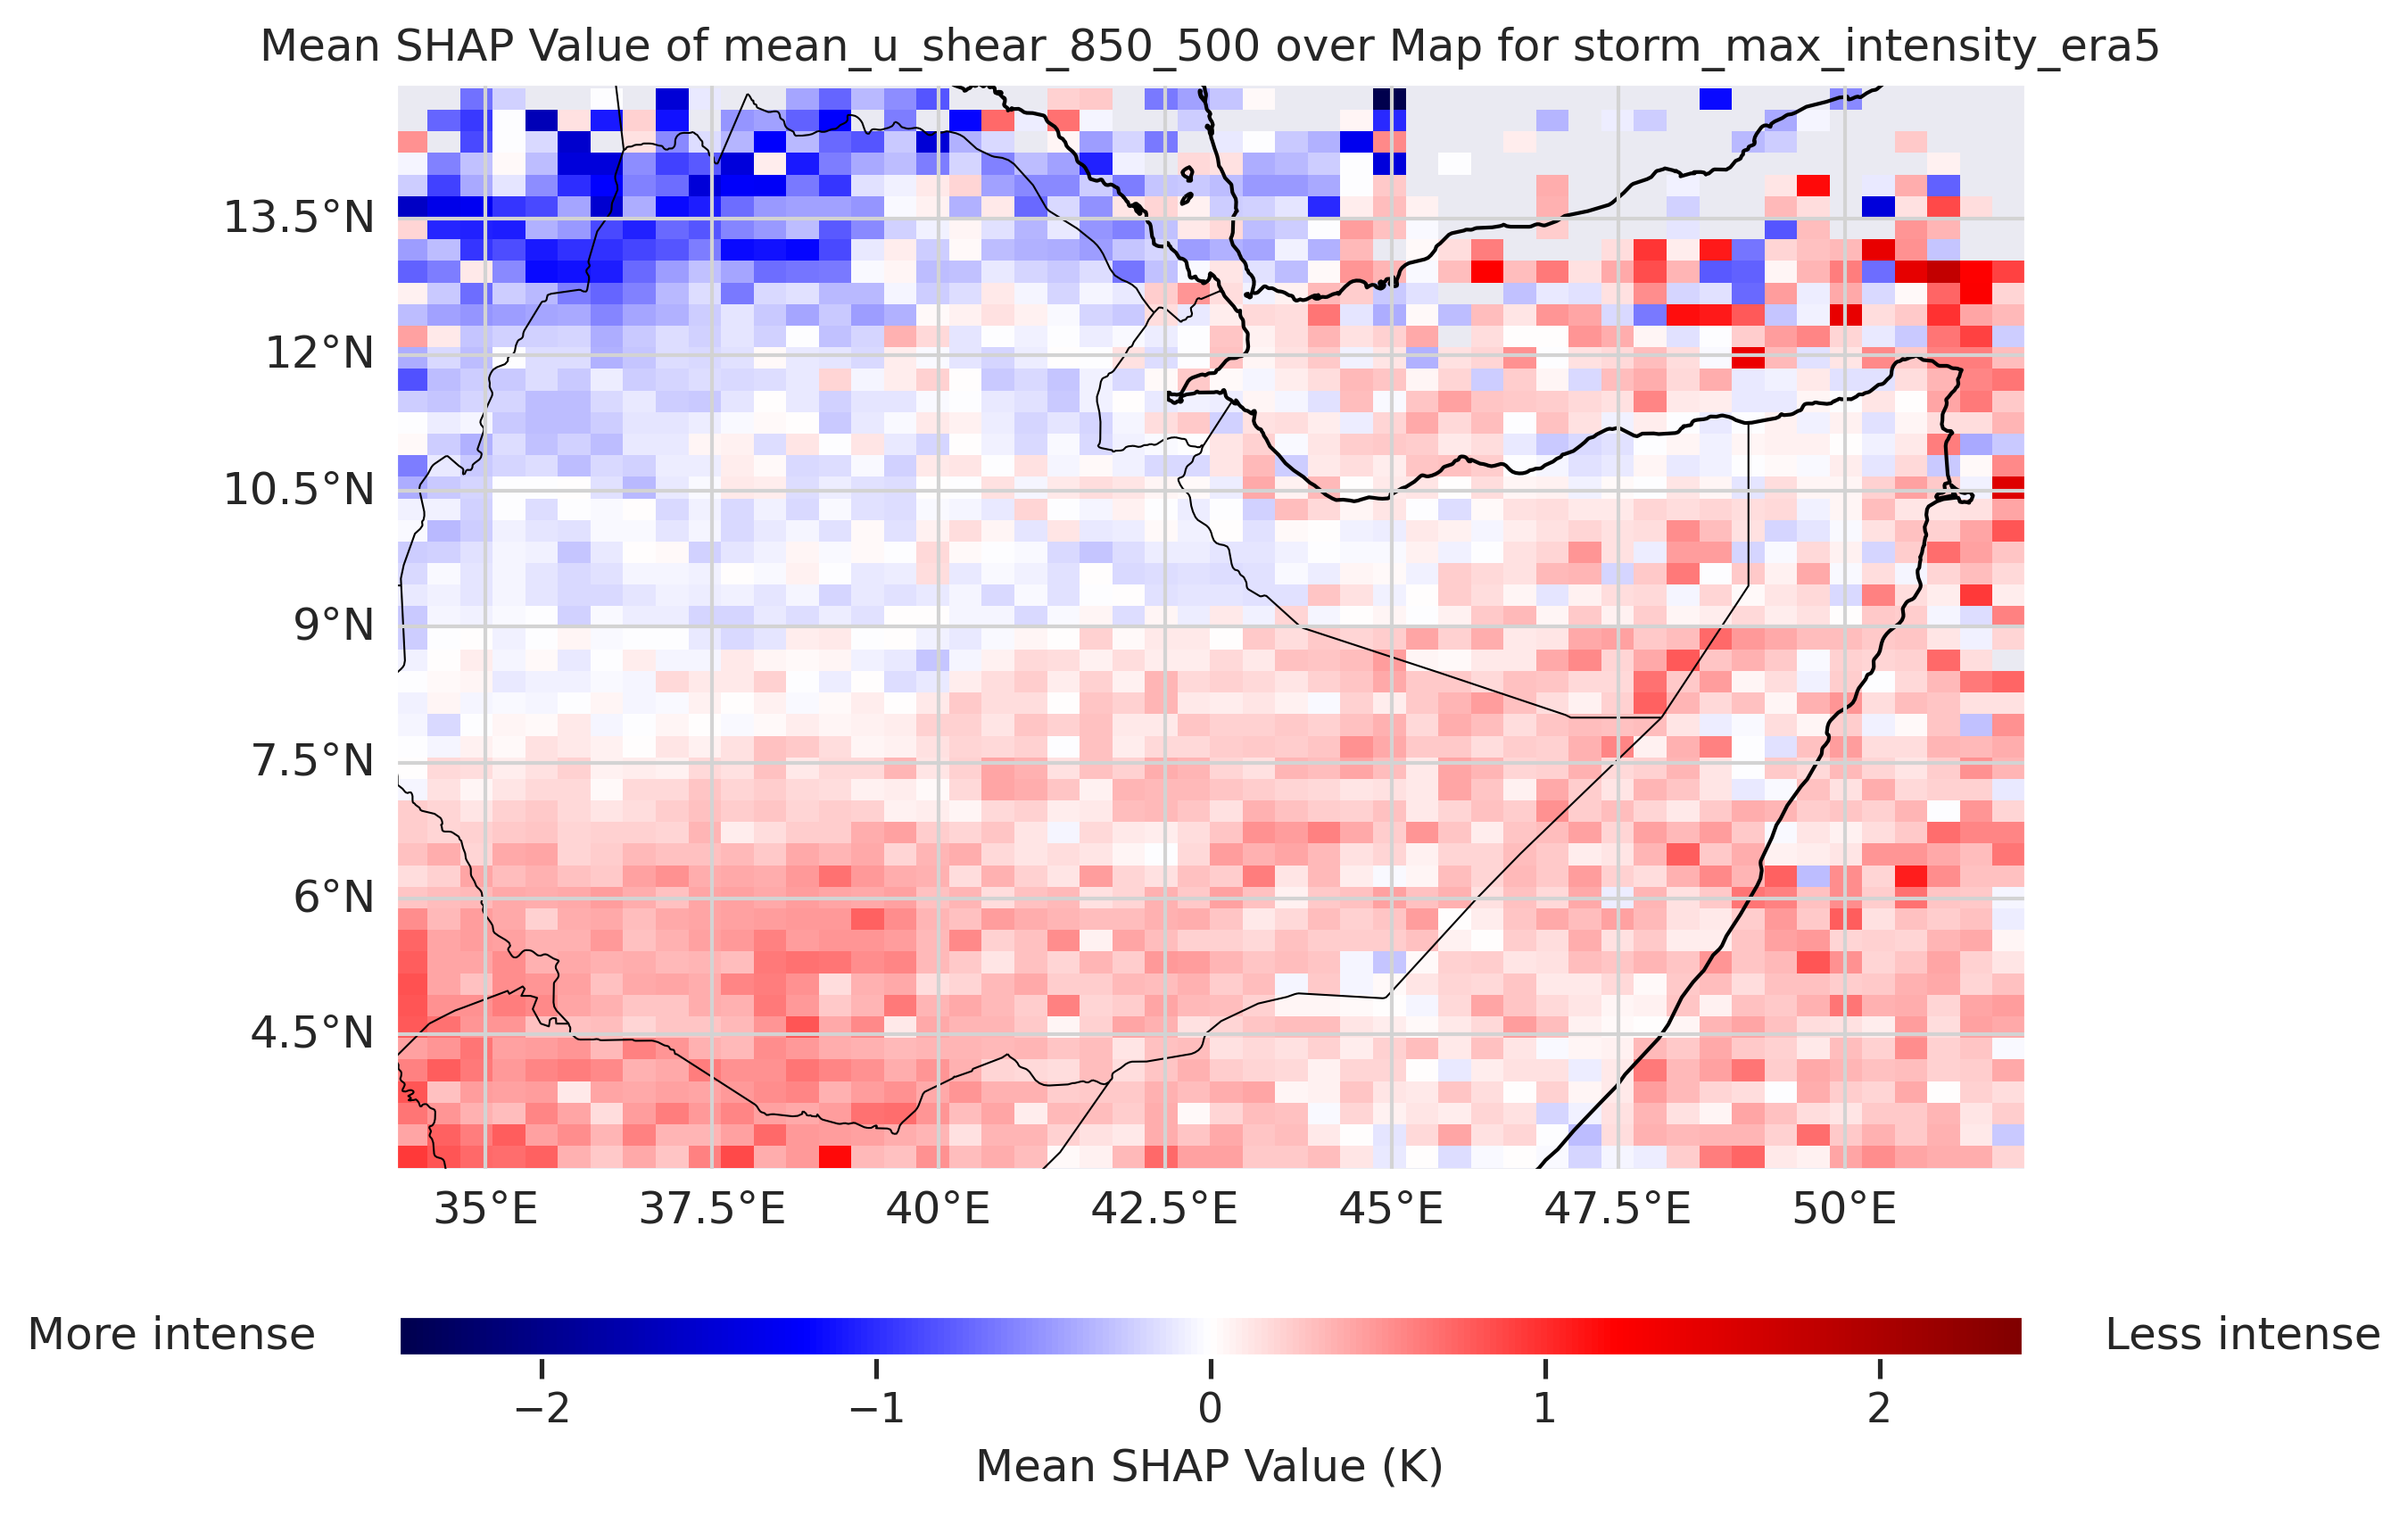 Mean SHAP Value of mean_u_shear_850_500 over Map for storm_max_intensity_era5
13.5°N
12°N
10.5°N
9°N
7.5°N
6°N
4.5°N
35°E 37.5°E 40°E 42.5°E 45°E 47.5°E 50°E
More intense Less intense
−2 −1 0 1 2
Mean SHAP Value (K)